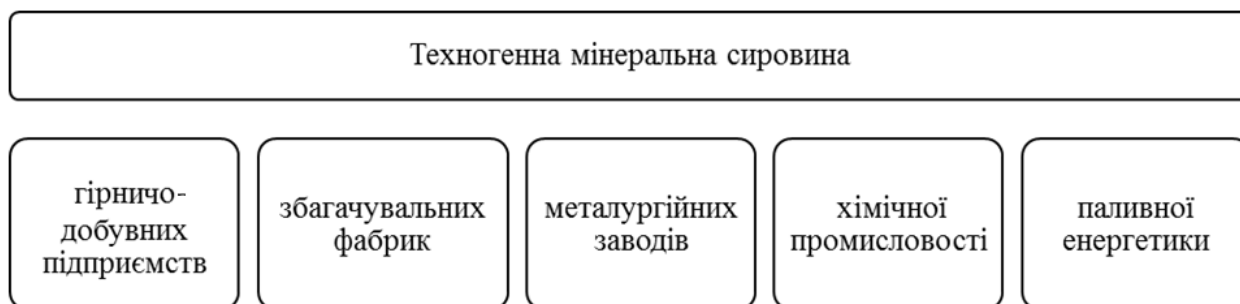 Техногенна мінеральна сировина
гірничо-
добувних
підприємств
збагачувальних
фабрик
металургійних
заводів
хімічної
промисловості
паливної
енергетики